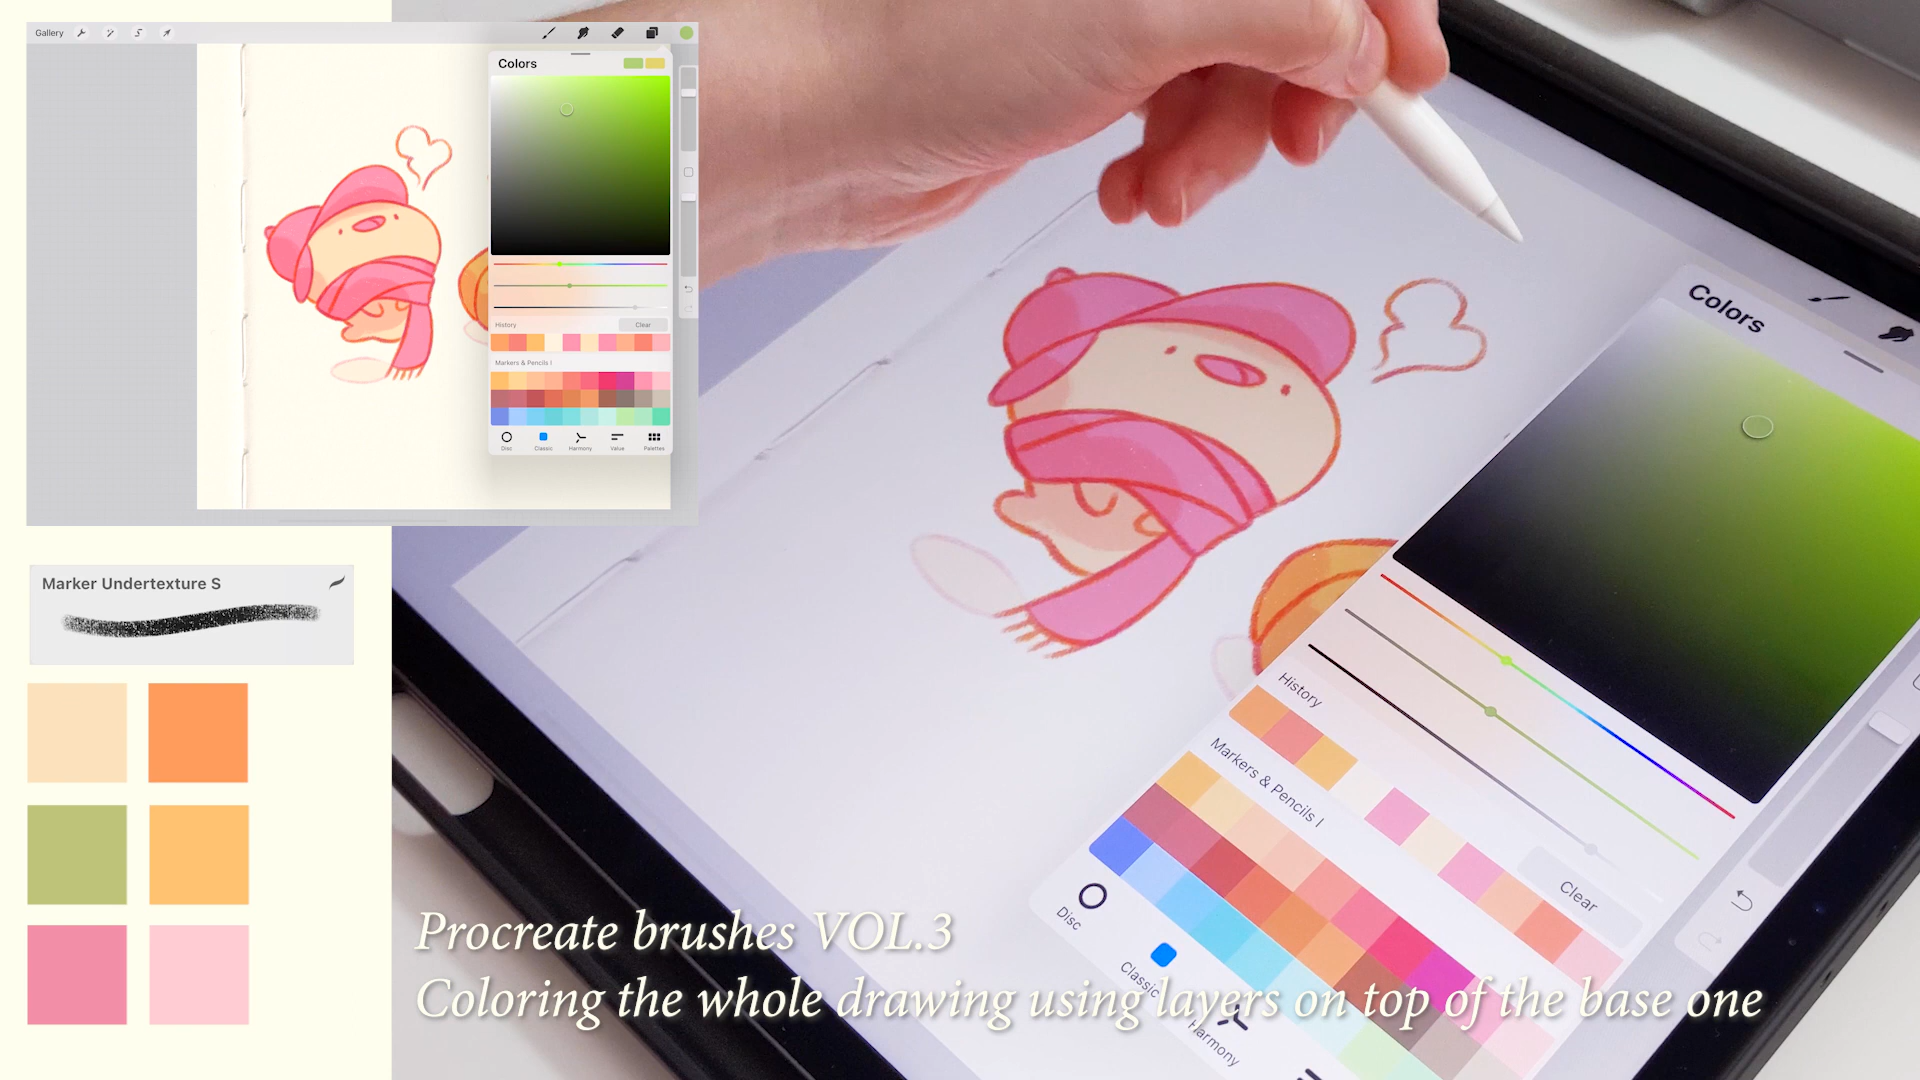 Gallery
Colors
History
Clear
Markers & Pencils I
Disc
Classic
Harmony
Value
Palettes
Marker Undertexture S
Colors
History
Markers & Pencils I
Clear
Disc
Classic
Harmony
Procreate brushes VOL.3
Coloring the whole drawing using layers on top of the base one